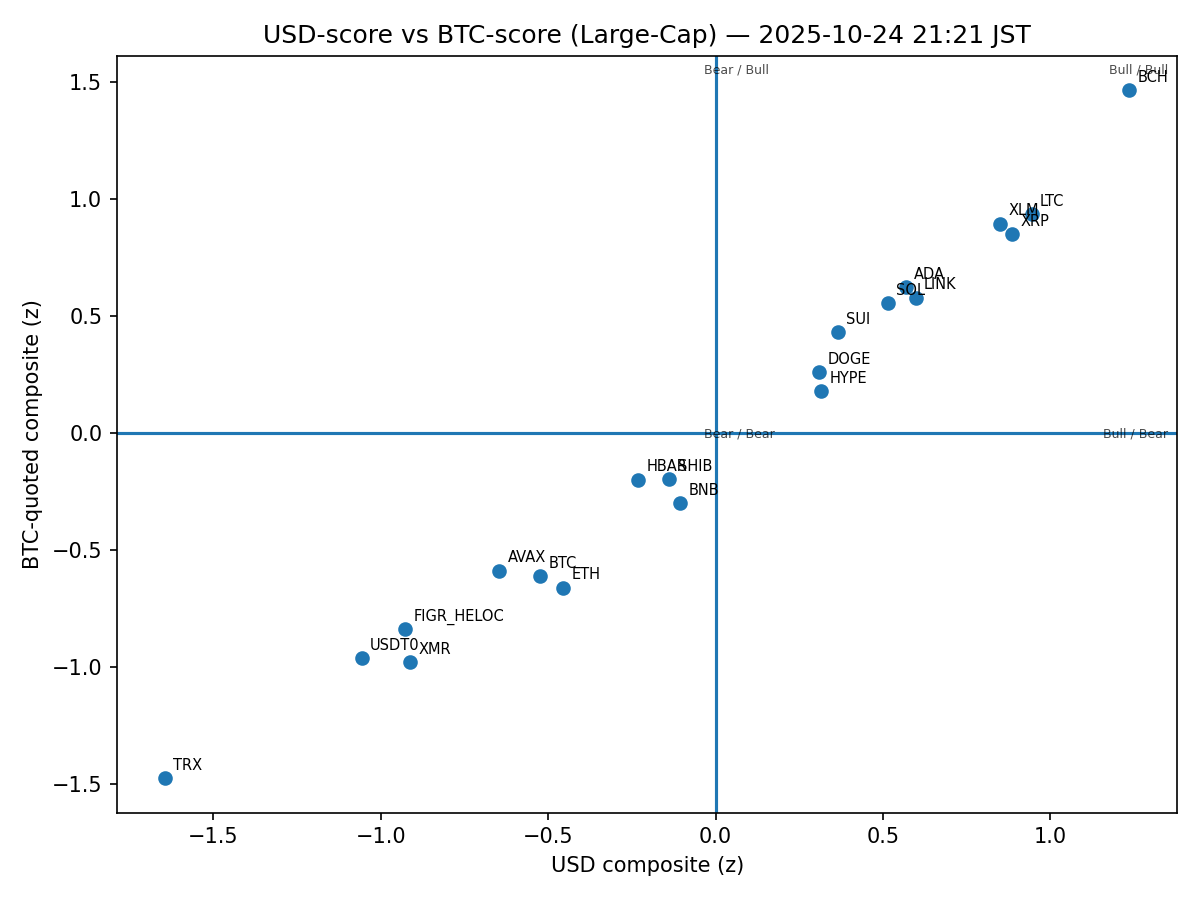 USD-score vs BTC-score (Large-Cap) — 2025-10-24 21:21 JST
Bear / Bull
Bull / Bull
BCH
1.5
LTC
XLM
XRP
1.0
ADA
LINK
SOL
0.5
SUI
DOGE
HYPE
0.0
Bear / Bear
Bull / Bear
HBAR
SHIB
BNB
−0.5
AVAX
BTC
ETH
FIGR_HELOC
USDT0
XMR
−1.0
TRX
−1.5
BTC-quoted composite (z)
−1.5
−1.0
−0.5
0.0
0.5
1.0
USD composite (z)